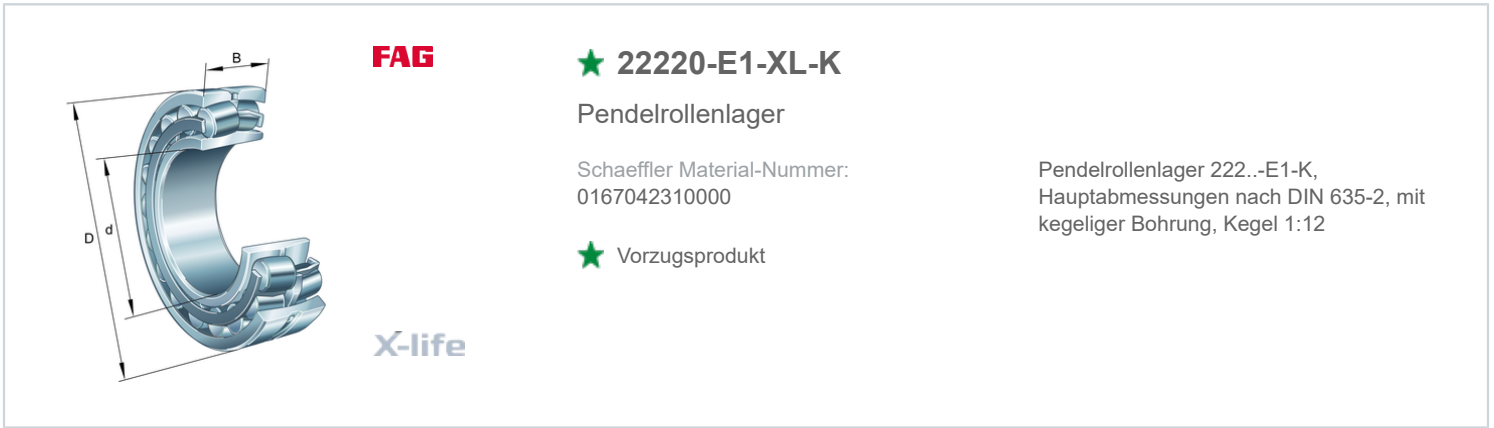 B
D
d
FAG
X-life
22220-E1-XL-K
Pendelrollenlager
Schaeffler Material-Nummer:
0167042310000
Vorzugsprodukt
Pendelrollenlager 222..-E1-K,
Hauptabmessungen nach DIN 635-2, mit
kegeliger Bohrung, Kegel 1:12